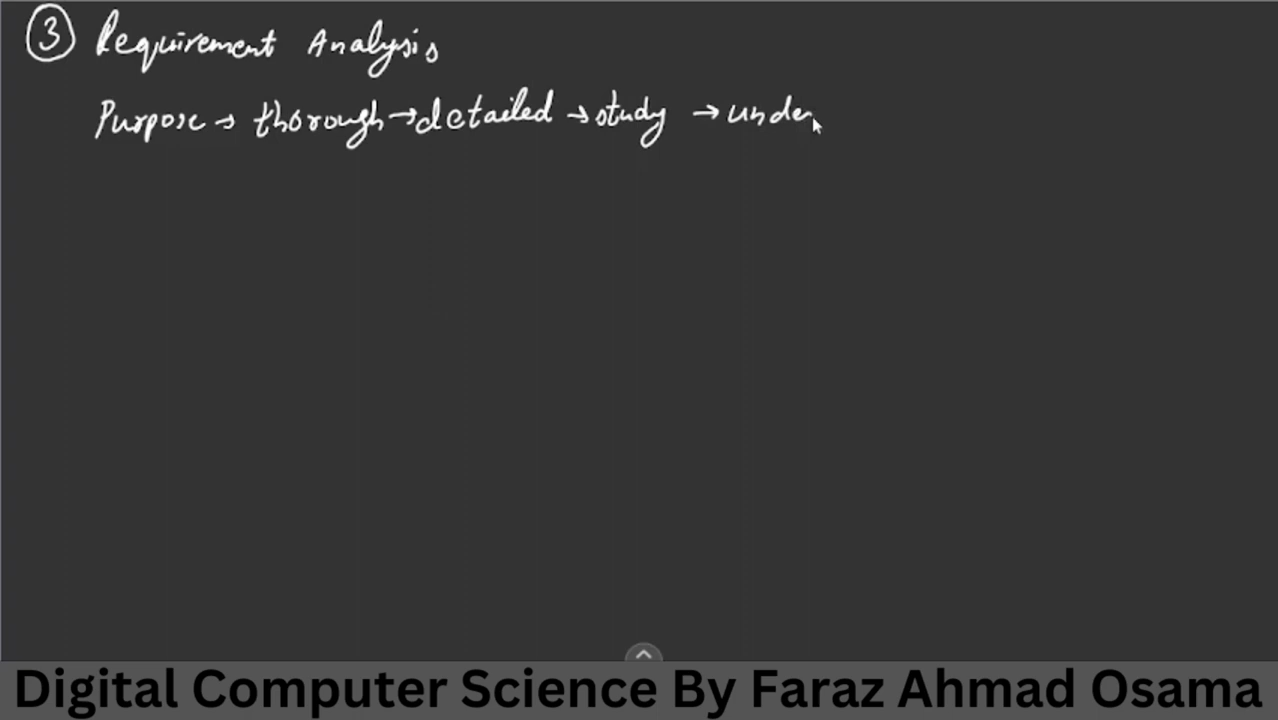 ③ Requirement Analysis
Purpose → thorough → detailed → study → under
Digital Computer Science By Faraz Ahmad Osama